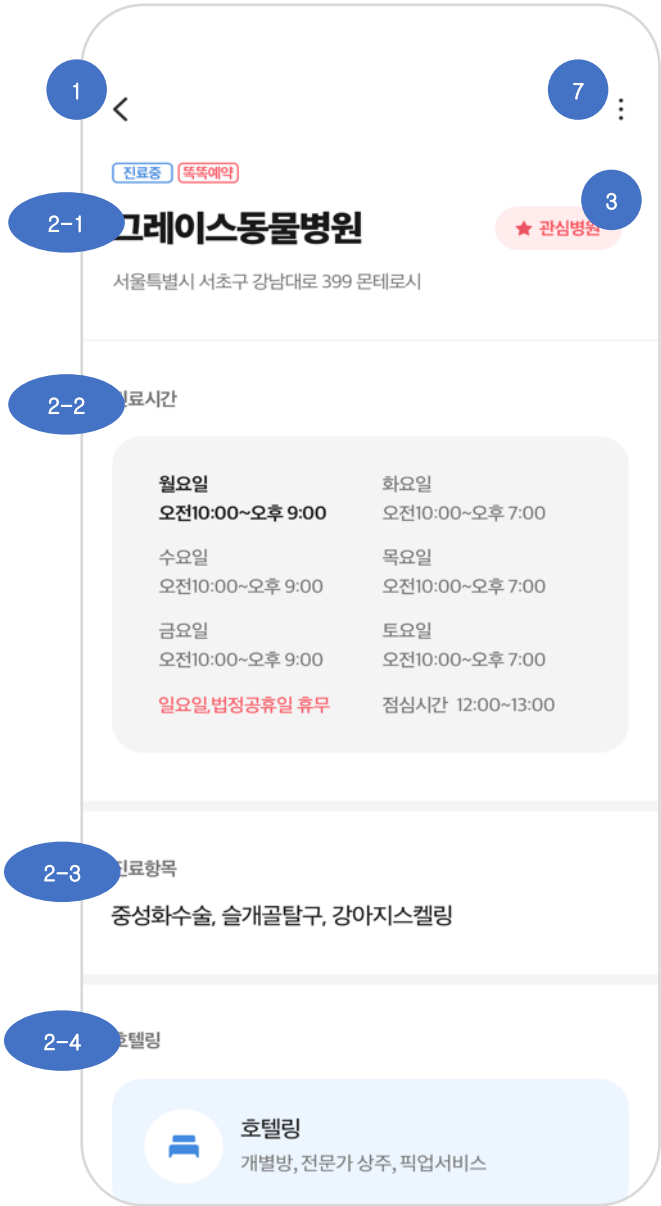 1
7
진료중 똑똑예약
3
2-1
그레이스동물병원
관심병원
서울특별시 서초구 강남대로 399 몬테로시
2-2
진료시간
월요일
오전10:00~오후 9:00
화요일
오전10:00~오후 7:00
수요일
오전10:00~오후 9:00
목요일
오전10:00~오후 7:00
금요일
오전10:00~오후 9:00
토요일
오전10:00~오후 7:00
일요일,법정공휴일 휴무
점심시간 12:00~13:00
2-3
진료항목
중성화수술, 슬개골탈구, 강아지스켈링
2-4
호텔링
호텔링
개별방, 전문가 상주, 픽업서비스